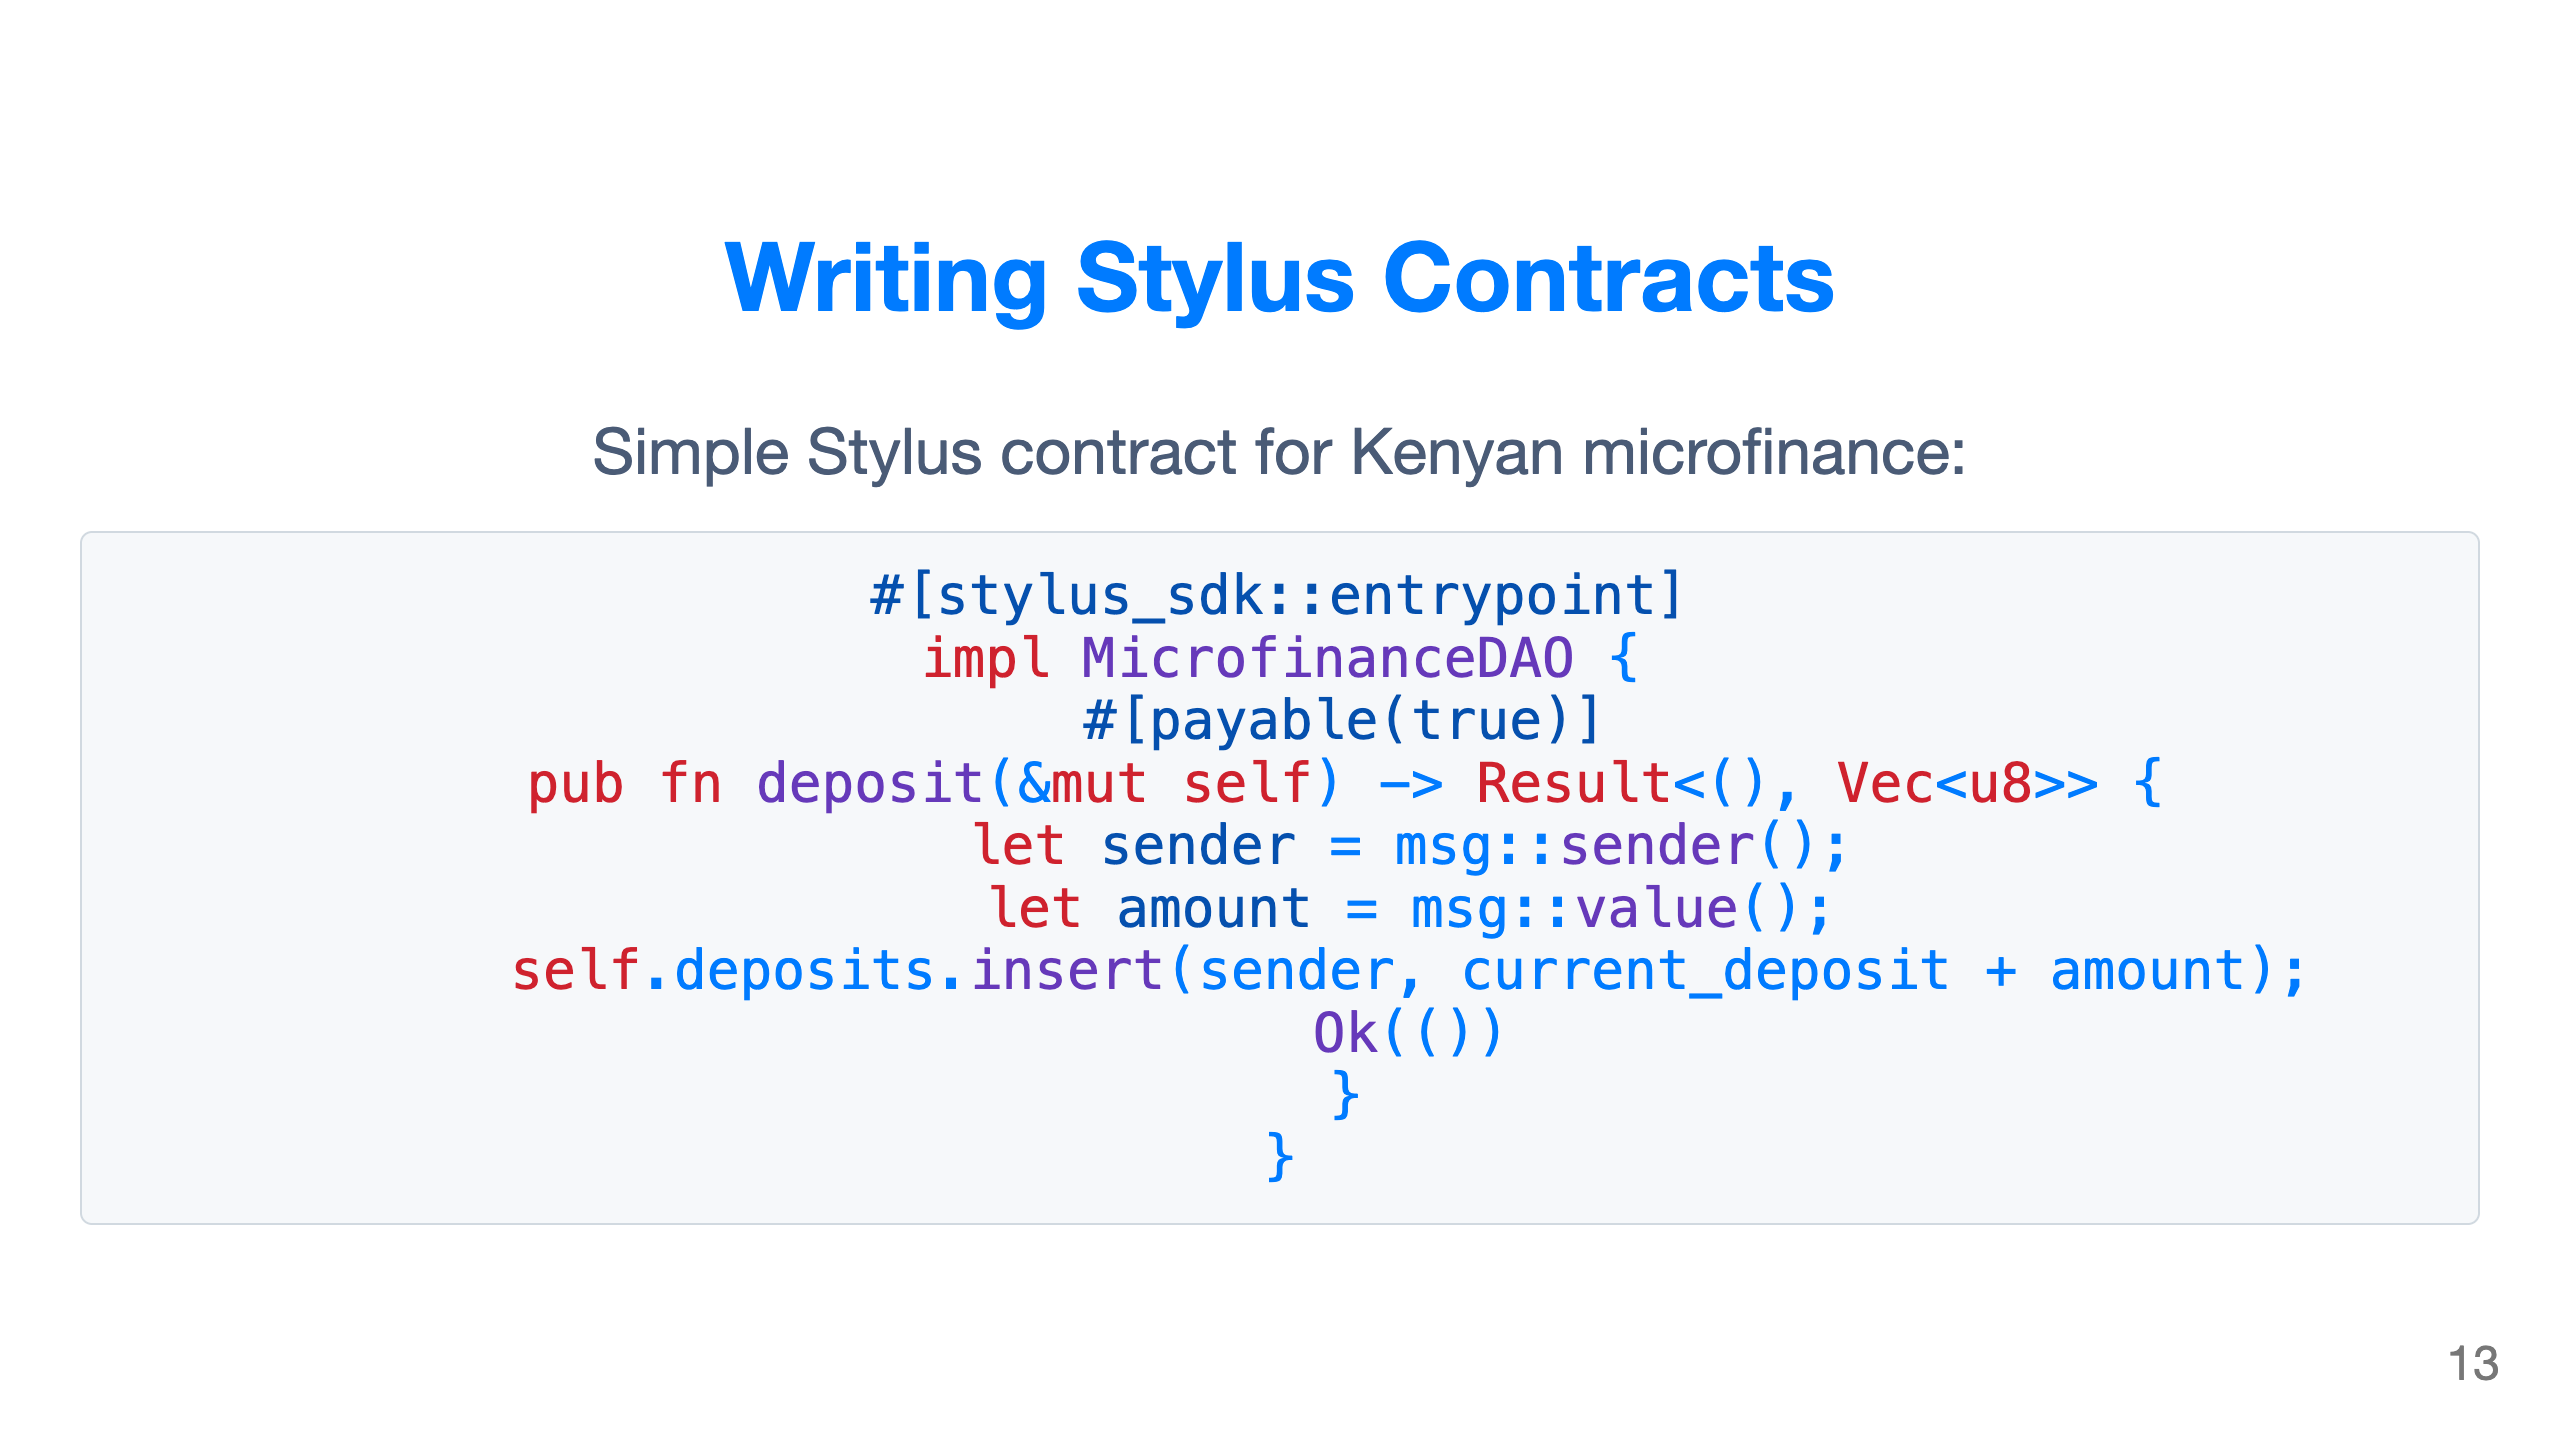 Writing Stylus Contracts
Simple Stylus contract for Kenyan microfinance:
#[stylus_sdk::entrypoint]
impl MicrofinanceDAO {
#[payable(true)]
pub fn deposit(&mut self) -> Result<(), Vec<u8>> {
let sender = msg::sender();
let amount = msg::value();
self.deposits.insert(sender, current_deposit + amount);
Ok(())
}
}
13